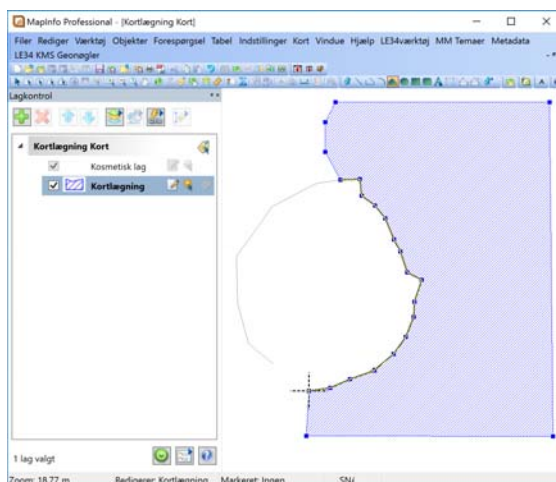 MapInfo Professional - [Kortlægning Kort]
Filer Rediger Værktøj Objekter Forespørgsel Tabel Indstillinger Kort Vindue Hjælp LE34værktøj MM Temaer Metadata
LE34 KMS Geonøgler
Lagkontrol
Kortlægning Kort
Kosmetisk lag
Kortlægning
1 lag valgt
Zoom: 18,77 m Redigerer: Kortlægning Markeret: Ingen